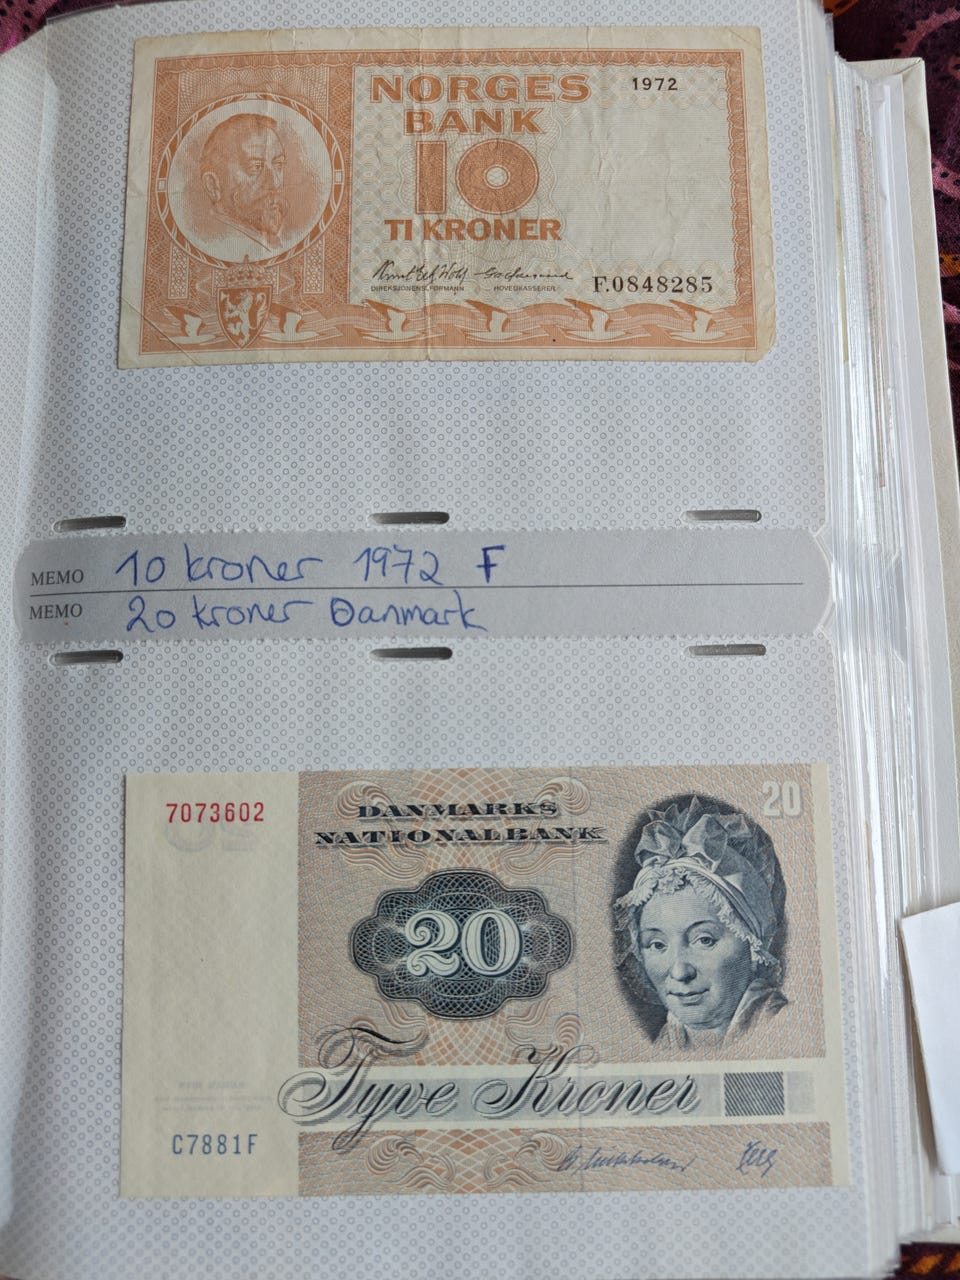 NORGES 1972
BANK
10
TI KRONER
DIREKSJONENS FORMANN HOVEDKASSERER
F.0848285
MEMO 10 kroner 1972 F
MEMO 20 kroner Danmark
7073602
DANMARKS
NATIONALBANK
20
20
Tyve Kroner
C7881F